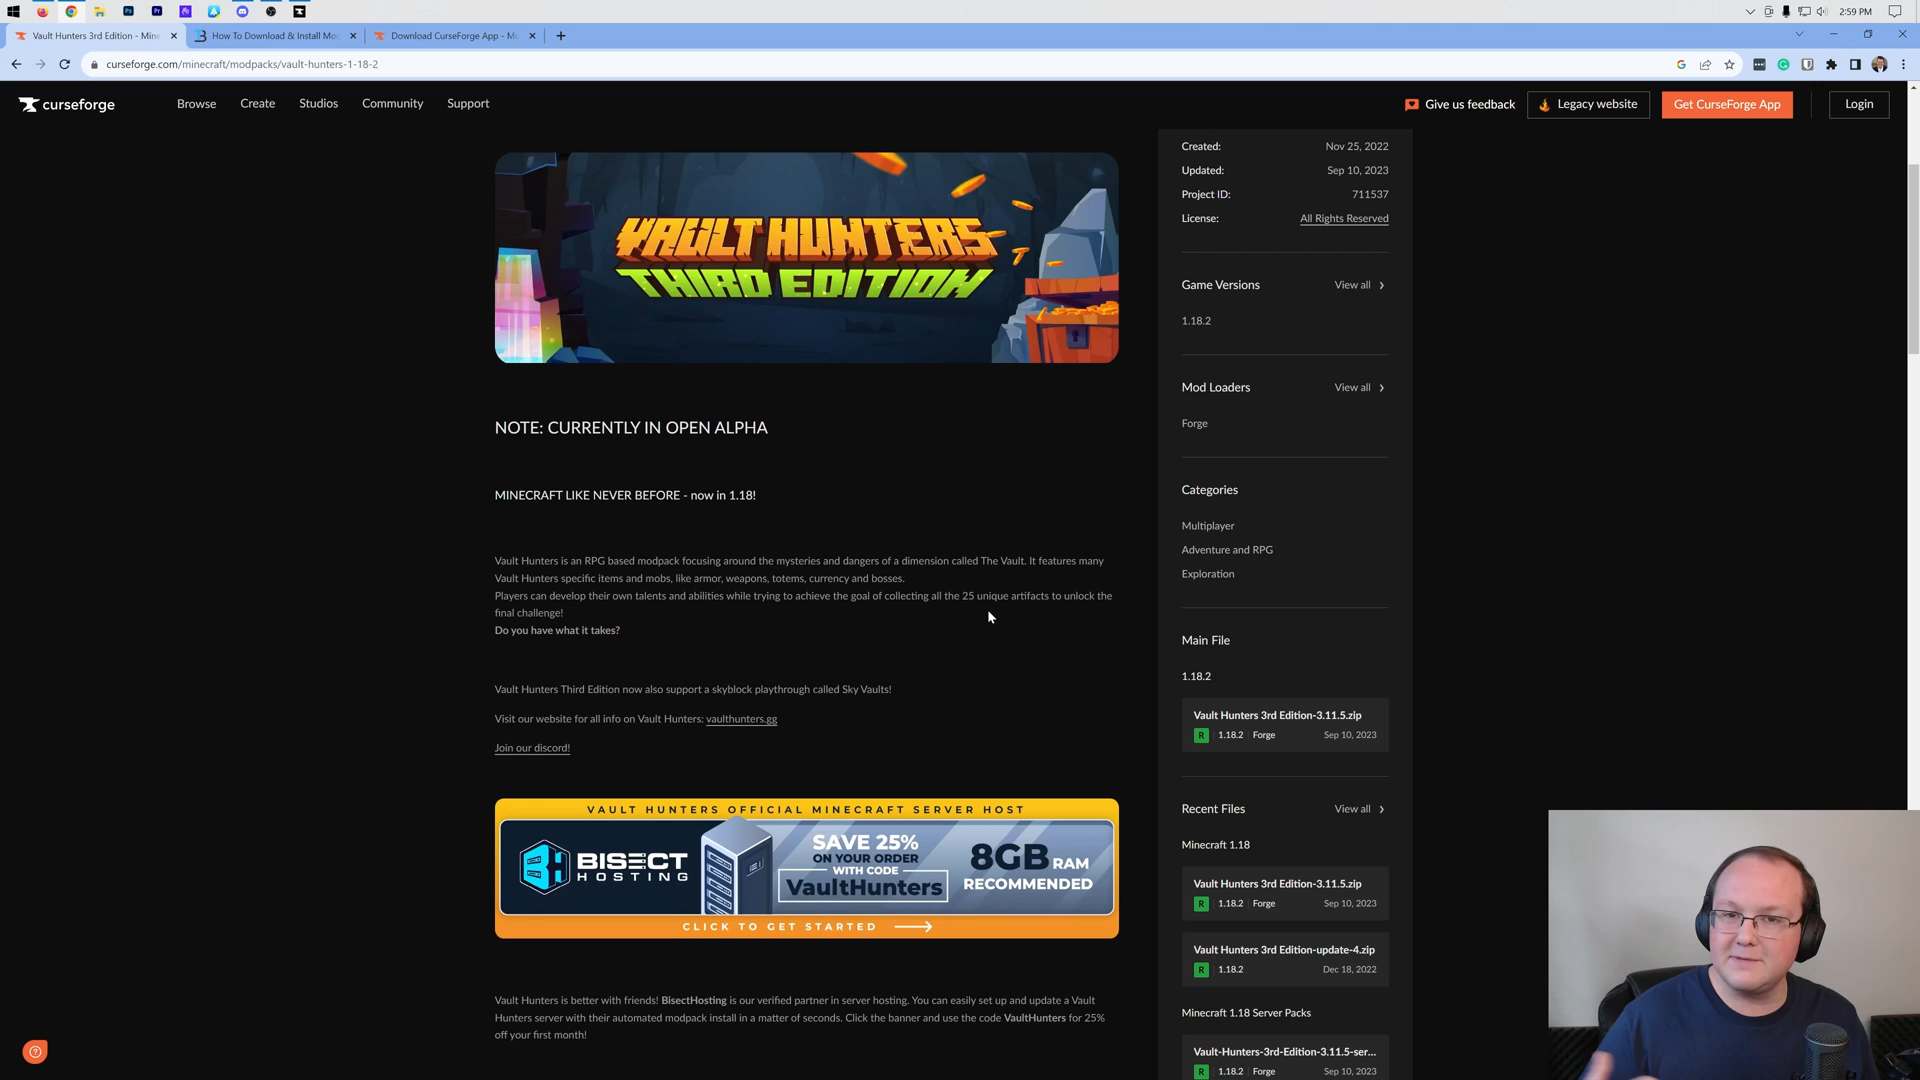 2:59 PM
Vault Hunters 3rd Edition - Mine
How To Download & Install Mo
Download CurseForge App - Mo
curseforge.com/minecraft/modpacks/vault-hunters-1-18-2
curseforge
Browse
Create
Studios
Community
Support
Give us feedback
Legacy website
Get CurseForge App
Login
VAULT HUNTERS
THIRD EDITION
NOTE: CURRENTLY IN OPEN ALPHA
MINECRAFT LIKE NEVER BEFORE - now in 1.18!
Vault Hunters is an RPG based modpack focusing around the mysteries and dangers of a dimension called The Vault. It features many
Vault Hunters specific items and mobs, like armor, weapons, totems, currency and bosses.
Players can develop their own talents and abilities while trying to achieve the goal of collecting all the 25 unique artifacts to unlock the
final challenge!
Do you have what it takes?
Vault Hunters Third Edition now also support a skyblock playthrough called Sky Vaults!
Visit our website for all info on Vault Hunters: vaulthunters.gg
Join our discord!
VAULT HUNTERS OFFICIAL MINECRAFT SERVER HOST
BISECT
HOSTING
SAVE 25%
ON YOUR ORDER
WITH CODE
VaultHunters
8GB RAM
RECOMMENDED
CLICK TO GET STARTED
Vault Hunters is better with friends! BisectHosting is our verified partner in server hosting. You can easily set up and update a Vault
Hunters server with their automated modpack install in a matter of seconds. Click the banner and use the code VaultHunters for 25%
off your first month!
Created: Nov 25, 2022
Updated: Sep 10, 2023
Project ID: 711537
License: All Rights Reserved
Game Versions View all
1.18.2
Mod Loaders View all
Forge
Categories
Multiplayer
Adventure and RPG
Exploration
Main File
1.18.2
Vault Hunters 3rd Edition-3.11.5.zip
R 1.18.2 Forge Sep 10, 2023
Recent Files View all
Minecraft 1.18
Vault Hunters 3rd Edition-3.11.5.zip
R 1.18.2 Forge Sep 10, 2023
Vault Hunters 3rd Edition-update-4.zip
R 1.18.2 Dec 18, 2022
Minecraft 1.18 Server Packs
Vault-Hunters-3rd-Edition-3.11.5-ser...
R 1.18.2 Forge Sep 10, 2023